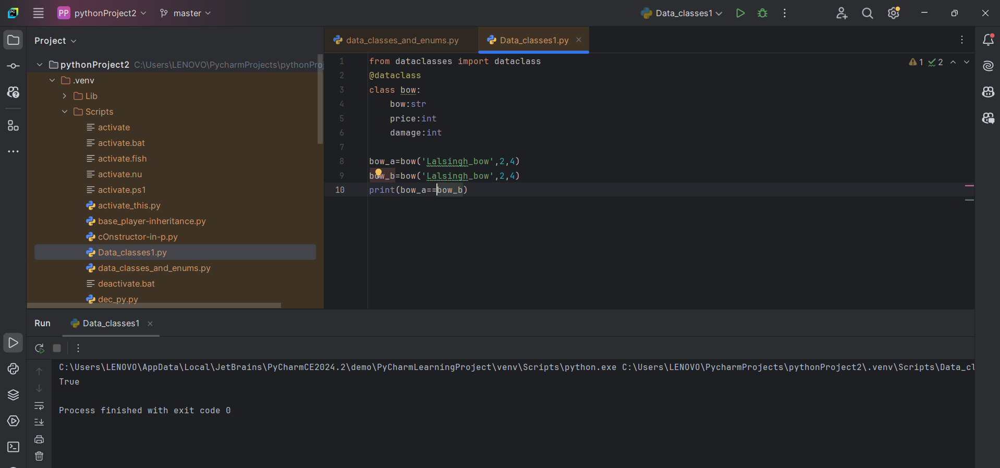 PP pythonProject2 master Data_classes1
Project
data_classes_and_enums.py Data_classes1.py
pythonProject2 C:\Users\LENOVO\PycharmProjects\pythonProj
.venv
Lib
Scripts
activate
activate.bat
activate.fish
activate.nu
activate.ps1
activate_this.py
base_player-inheritance.py
cOnstructor-in-p.py
Data_classes1.py
data_classes_and_enums.py
deactivate.bat
dec_py.py
1 from dataclasses import dataclass
2 @dataclass
3 class bow:
4 bow:str
5 price:int
6 damage:int
7
8 bow_a=bow('Lalsingh_bow',2,4)
9 bow_b=bow('Lalsingh_bow',2,4)
10 print(bow_a==bow_b)
1 2
Run Data_classes1
C:\Users\LENOVO\AppData\Local\JetBrains\PyCharmCE2024.2\demo\PyCharmLearningProject\venv\Scripts\python.exe C:\Users\LENOVO\PycharmProjects\pythonProject2\.venv\Scripts\Data_cl
True
Process finished with exit code 0